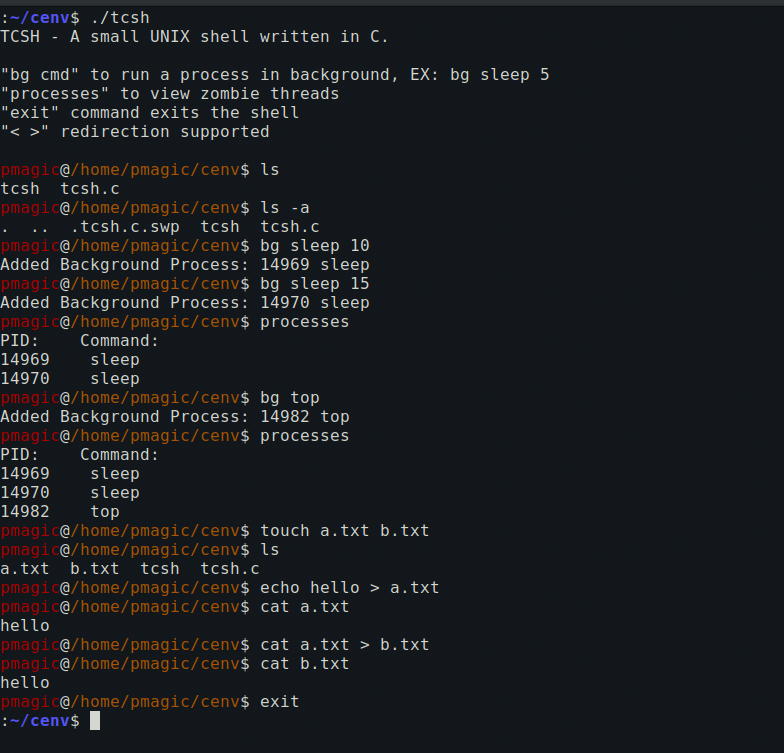 :~/cenv$ ./tcsh
TCSH - A small UNIX shell written in C.
"bg cmd" to run a process in background, EX: bg sleep 5
"processes" to view zombie threads
"exit" command exits the shell
"< >" redirection supported
pmagic@/home/pmagic/cenv$ ls
tcsh  tcsh.c
pmagic@/home/pmagic/cenv$ ls -a
.  ..  .tcsh.c.swp  tcsh  tcsh.c
pmagic@/home/pmagic/cenv$ bg sleep 10
Added Background Process: 14969 sleep
pmagic@/home/pmagic/cenv$ bg sleep 15
Added Background Process: 14970 sleep
pmagic@/home/pmagic/cenv$ processes
PID:    Command:
14969    sleep
14970    sleep
pmagic@/home/pmagic/cenv$ bg top
Added Background Process: 14982 top
pmagic@/home/pmagic/cenv$ processes
PID:    Command:
14969    sleep
14970    sleep
14982    top
pmagic@/home/pmagic/cenv$ touch a.txt b.txt
pmagic@/home/pmagic/cenv$ ls
a.txt  b.txt  tcsh  tcsh.c
pmagic@/home/pmagic/cenv$ echo hello > a.txt
pmagic@/home/pmagic/cenv$ cat a.txt
hello
pmagic@/home/pmagic/cenv$ cat a.txt > b.txt
pmagic@/home/pmagic/cenv$ cat b.txt
hello
pmagic@/home/pmagic/cenv$ exit
:~/cenv$